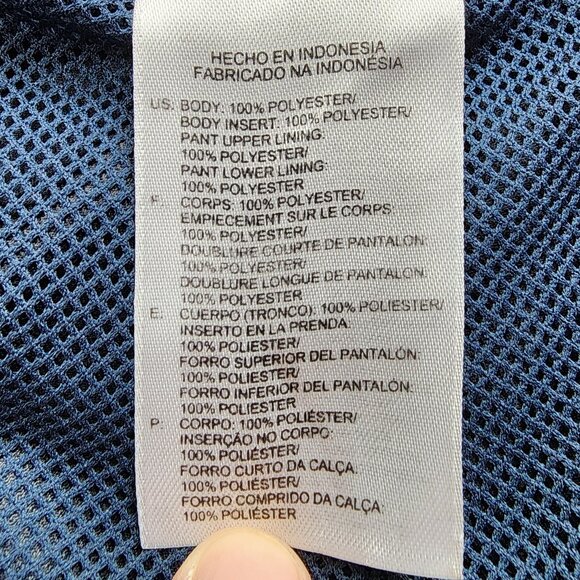 HECHO EN INDONESIA
FABRICADO NA INDONÉSIA
US: BODY: 100% POLYESTER/
BODY INSERT: 100% POLYESTER/
PANT UPPER LINING:
100% POLYESTER/
PANT LOWER LINING:
100% POLYESTER
F: CORPS: 100% POLYESTER/
EMPIECEMENT SUR LE CORPS:
100% POLYESTER/
DOUBLURE COURTE DE PANTALON:
100% POLYESTER/
DOUBLURE LONGUE DE PANTALON:
100% POLYESTER
E: CUERPO (TRONCO): 100% POLIESTER/
INSERTO EN LA PRENDA:
100% POLIESTER/
FORRO SUPERIOR DEL PANTALÓN:
100% POLIESTER/
FORRO INFERIOR DEL PANTALÓN:
100% POLIESTER
P: CORPO: 100% POLIÉSTER/
INSERÇÃO NO CORPO:
100% POLIÉSTER/
FORRO CURTO DA CALÇA:
100% POLIÉSTER/
FORRO COMPRIDO DA CALÇA:
100% POLIÉSTER